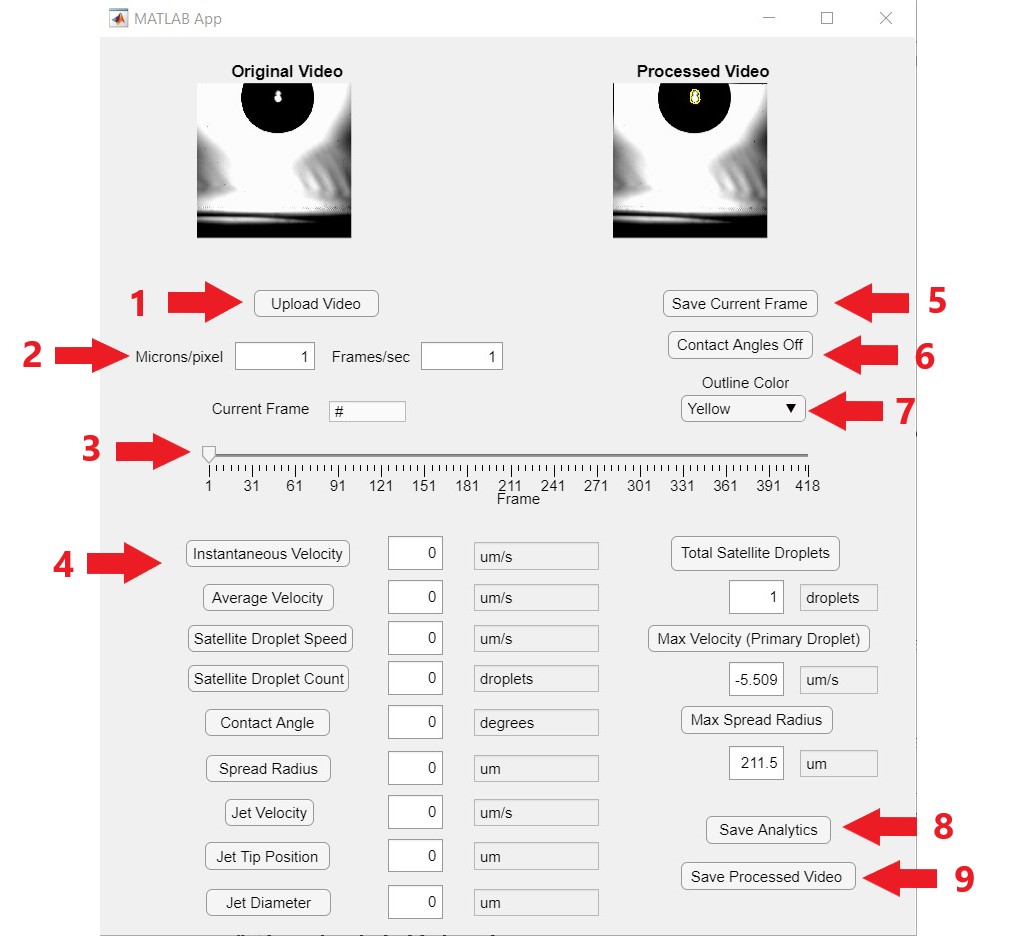 MATLAB App
Original Video
Processed Video
1
Upload Video
Save Current Frame
5
2
Microns/pixel
1
Frames/sec
1
Contact Angles Off
6
Outline Color
Current Frame
#
Yellow
7
3
1 31 61 91 121 151 181 211 241 271 301 331 361 391 418
Frame
4
Instantaneous Velocity
0
um/s
Total Satellite Droplets
Average Velocity
0
um/s
1
droplets
Satellite Droplet Speed
0
um/s
Max Velocity (Primary Droplet)
Satellite Droplet Count
0
droplets
-5.509
um/s
Contact Angle
0
degrees
Max Spread Radius
Spread Radius
0
um
211.5
um
Jet Velocity
0
um/s
Save Analytics
8
Jet Tip Position
0
um
Save Processed Video
9
Jet Diameter
0
um